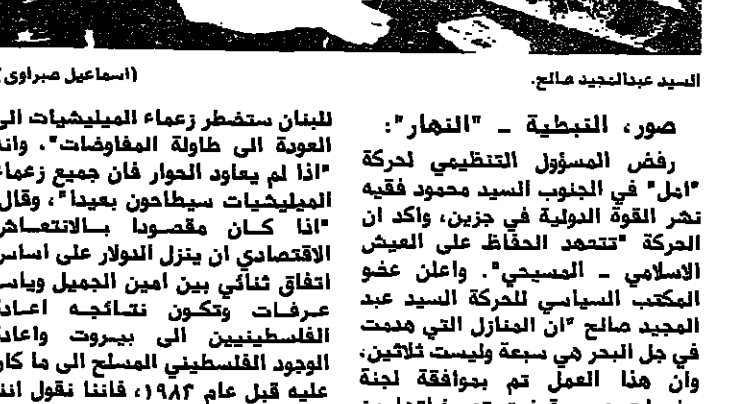 (اسماعيل صبراوي)
السيد عبدالمجيد صالح.
صور، النبطية ـ "النهار":
رفض المسؤول التنظيمي لحركة
"امل" في الجنوب السيد محمود فقيه
نشر القوة الدولية في جزين، واكد ان
الحركة "تتعهد الحفاظ على العيش
الاسلامي ـ المسيحي". واعلن عضو
المكتب السياسي للحركة السيد عبد
المجيد صالح "ان المنازل التي هدمت
في جل البحر هي سبعة وليست ثلاثين،
وان هذا العمل تم بموافقة لجنة
للبنان ستضطر زعماء الميليشيات الى
العودة الى طاولة المفاوضات"، وانه
"اذا لم يعاود الحوار فان جميع زعماء
الميليشيات سيطاحون بعيدا"، وقال:
"اذا كان مقصودا بالانتعاش
الاقتصادي ان ينزل الدولار على اساس
اتفاق ثنائي بين امين الجميل وياسر
عرفات وتكون نتائجه اعادة
الفلسطينيين الى بيروت واعادة
الوجود الفلسطيني المسلح الى ما كان
عليه قبل عام ١٩٨٢، فاننا نقول اننا